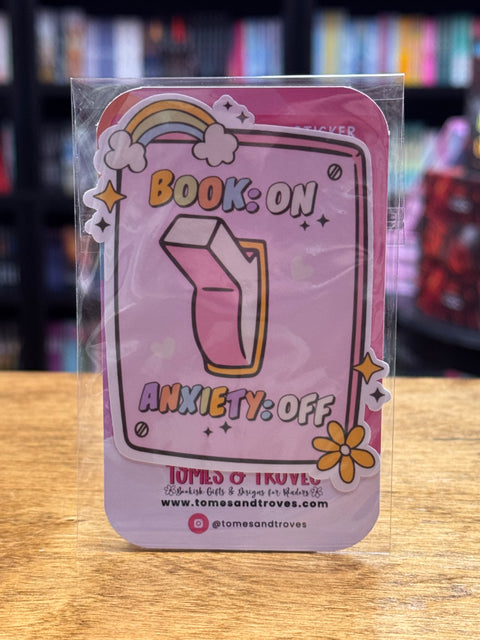 STICKER
BOOK: ON
ANXIETY: OFF
TOMES & TROVES
Bookish Gifts & Designs for Readers
www.tomesandtroves.com
@tomesandtroves